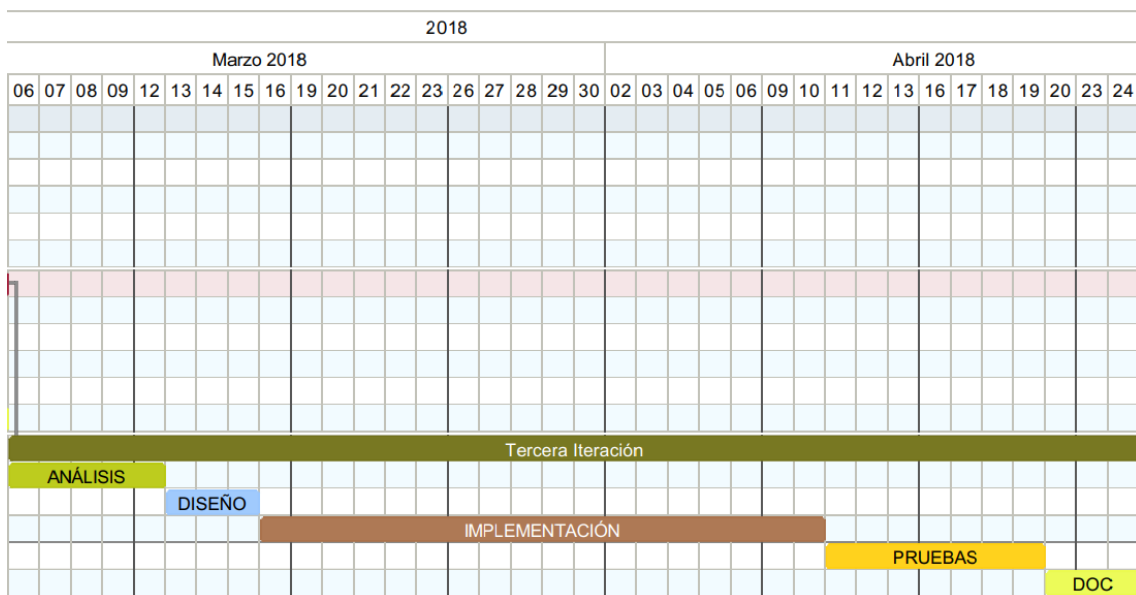 2018
Marzo 2018 Abril 2018
06 07 08 09 12 13 14 15 16 19 20 21 22 23 26 27 28 29 30 02 03 04 05 06 09 10 11 12 13 16 17 18 19 20 23 24
Tercera Iteración
ANÁLISIS
DISEÑO
IMPLEMENTACIÓN
PRUEBAS
DOC